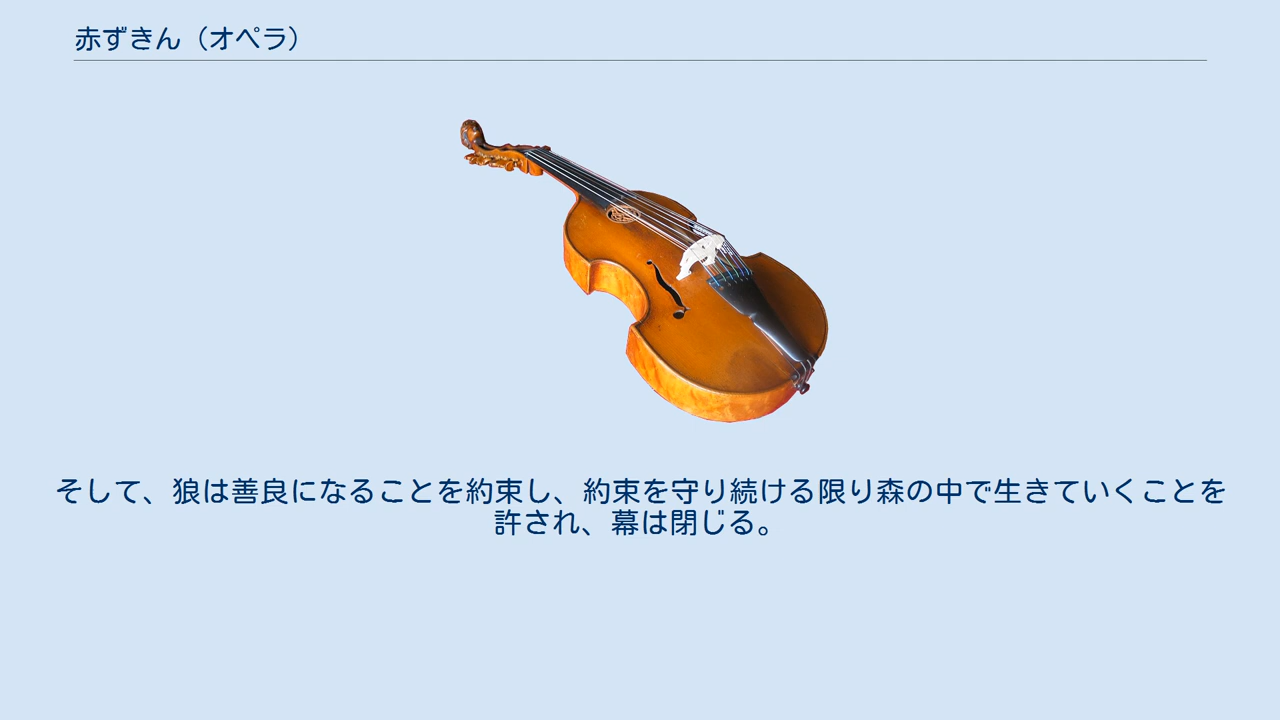 赤ずきん（オペラ）
そして、狼は善良になることを約束し、約束を守り続ける限り森の中で生きていくことを
許され、幕は閉じる。